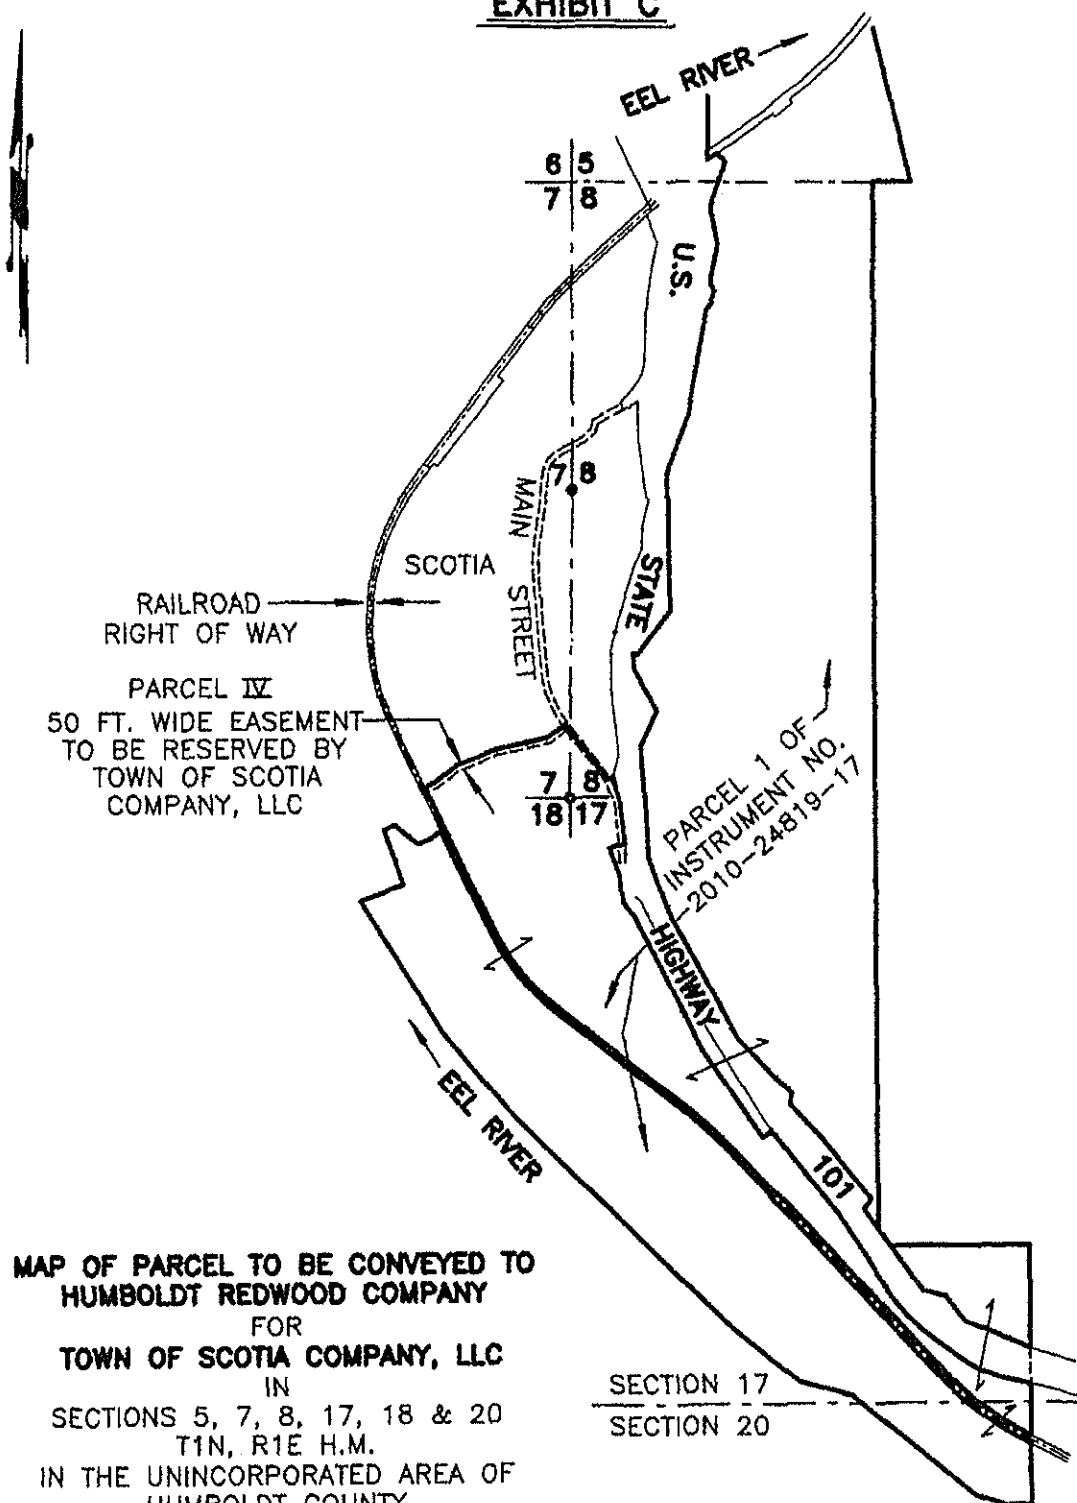 EXHIBIT C
EEL RIVER
6 5
7 8
U.S.
7 8
MAIN STREET
SCOTIA
STATE
RAILROAD
RIGHT OF WAY
PARCEL IV
50 FT. WIDE EASEMENT
TO BE RESERVED BY
TOWN OF SCOTIA
COMPANY, LLC
7 8
18 17
PARCEL 1 OF
INSTRUMENT NO.
2010-24819-17
HIGHWAY
EEL RIVER
101
MAP OF PARCEL TO BE CONVEYED TO
HUMBOLDT REDWOOD COMPANY
FOR
TOWN OF SCOTIA COMPANY, LLC
IN
SECTIONS 5, 7, 8, 17, 18 & 20
T1N, R1E H.M.
IN THE UNINCORPORATED AREA OF
HUMBOLDT COUNTY
SECTION 17
SECTION 20